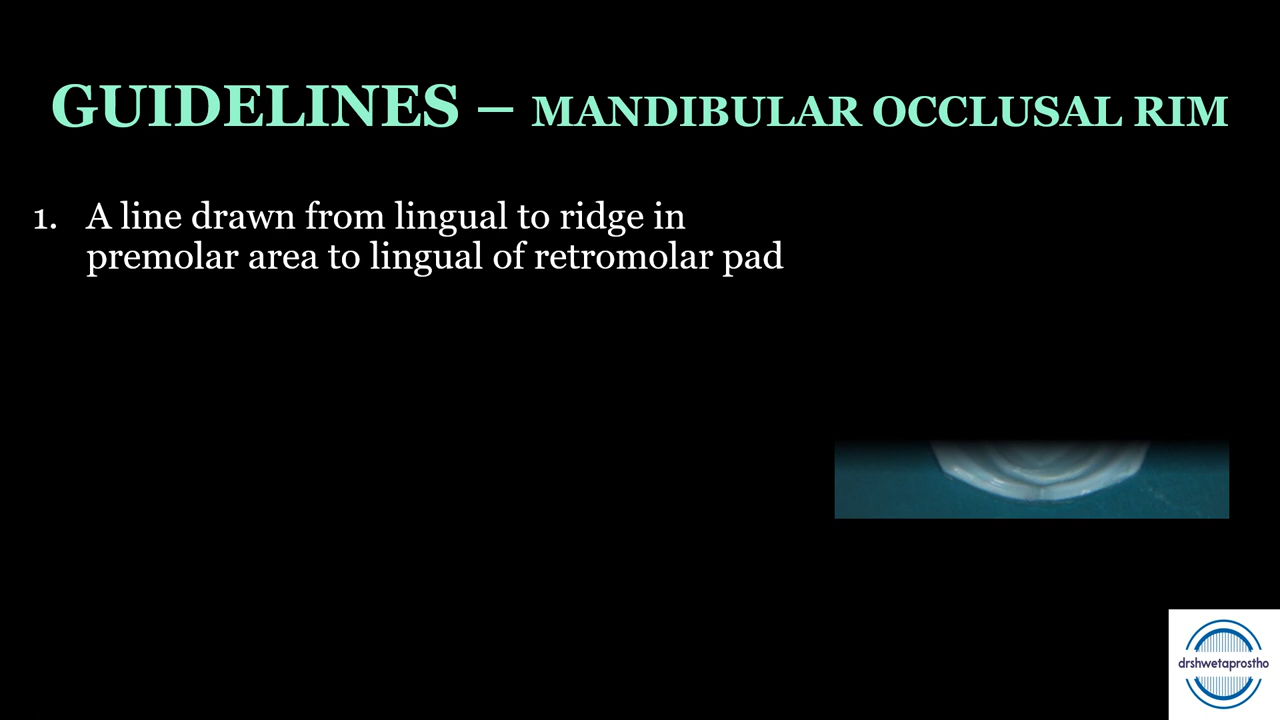 GUIDELINES – MANDIBULAR OCCLUSAL RIM
1. A line drawn from lingual to ridge in
premolar area to lingual of retromolar pad
drshwetaprostho